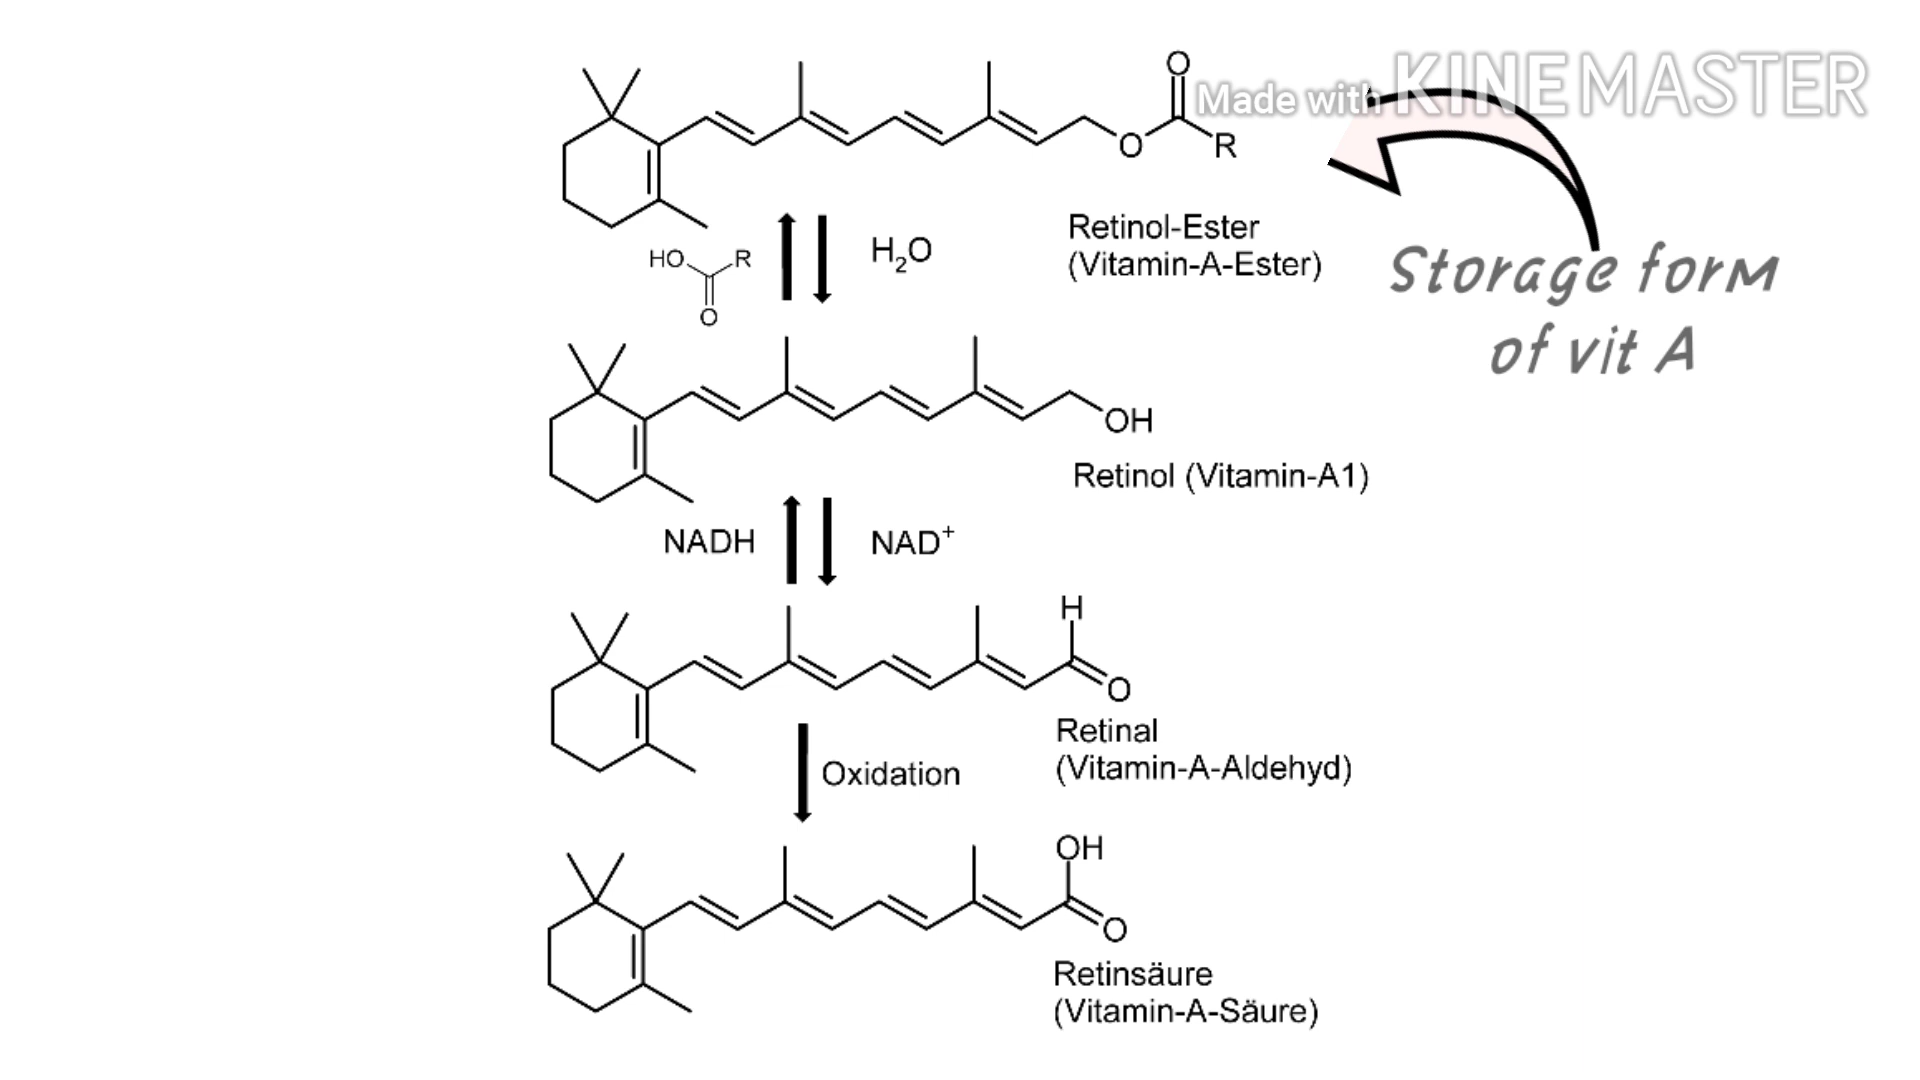 O
Made with KINEMASTER
O
R
Retinol-Ester
(Vitamin-A-Ester)
Storage form
of vit A
HO
R
O
H₂O
OH
Retinol (Vitamin-A1)
NADH
NAD⁺
H
O
Retinal
(Vitamin-A-Aldehyd)
Oxidation
OH
O
Retinsäure
(Vitamin-A-Säure)